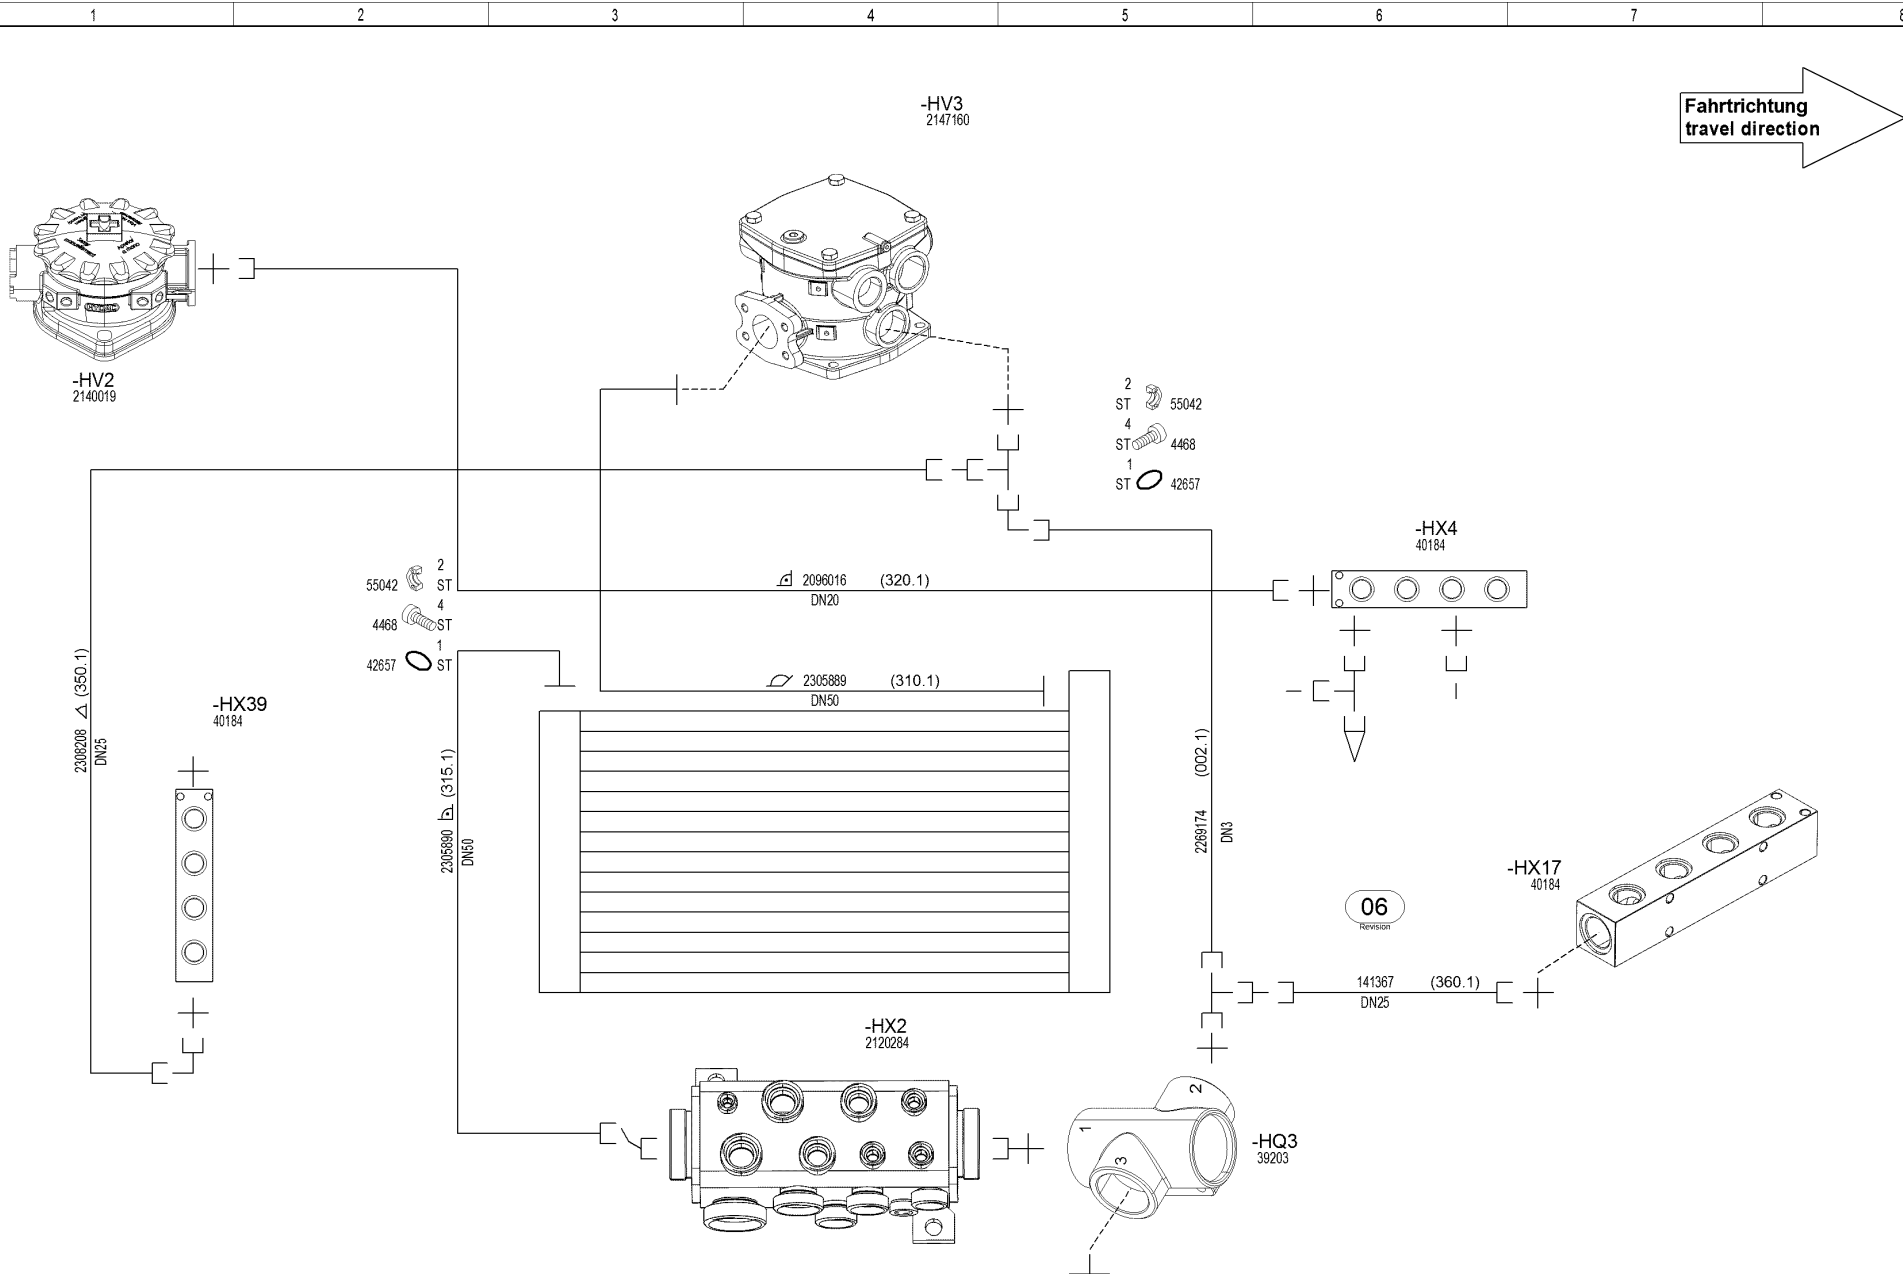 1 2 3 4 5 6 7 8
-HV3
2147160
Fahrtrichtung
travel direction
-HV2
2140019
2
ST 55042
4
ST 4468
1
ST 42657
-HX4
40184
2
55042 ST
4
4468 ST
1
42657 ST
2096016 (320.1)
DN20
2305889 (310.1)
DN50
2308208 (350.1)
DN25
-HX39
40184
2305890 (315.1)
DN50
2269174 (002.1)
DN3
-HX17
40184
06
Revision
141367 (360.1)
DN25
-HX2
2120284
1
2
3
-HQ3
39203